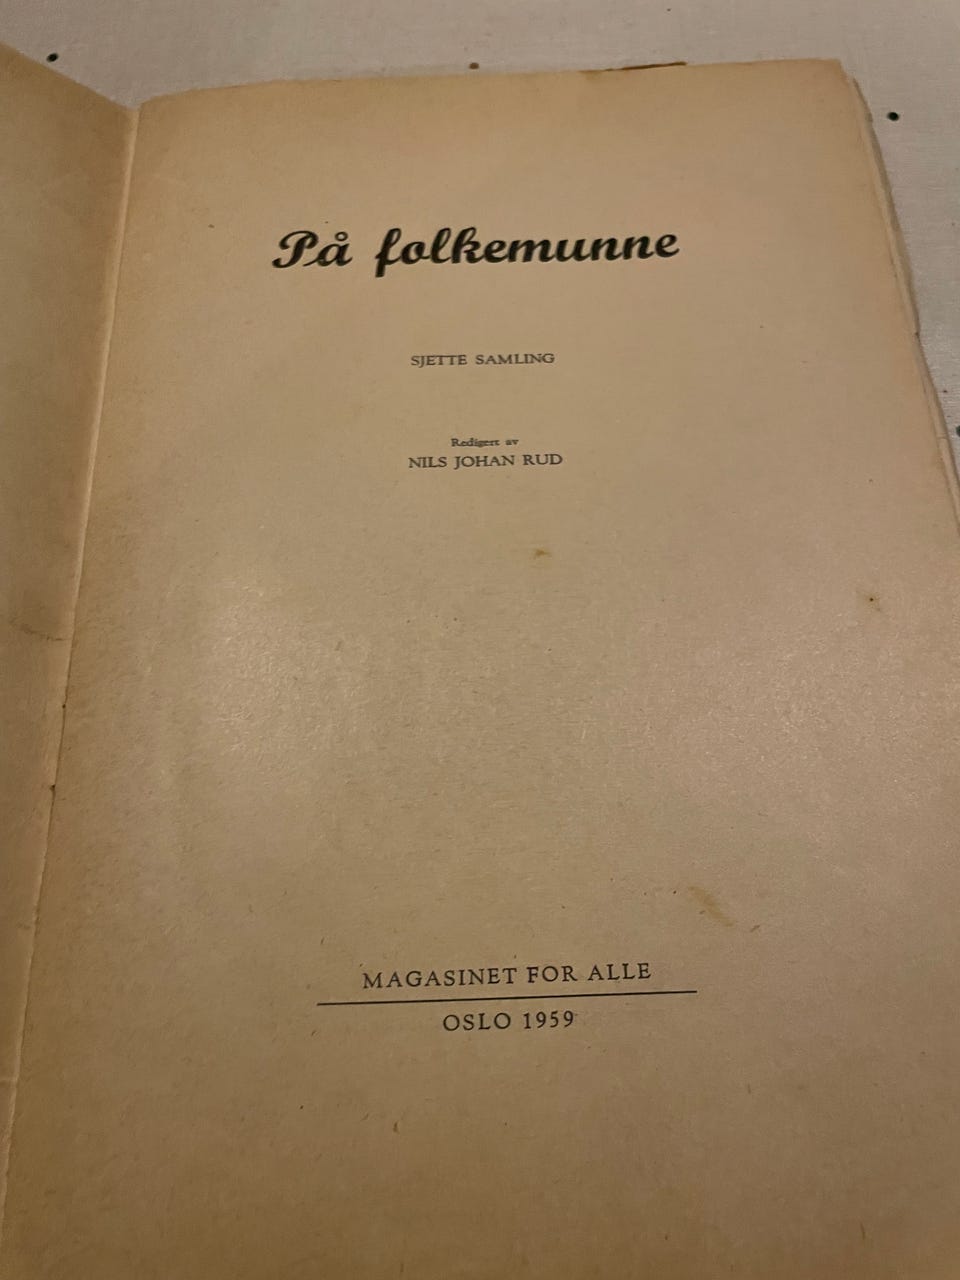 På folkemunne
SJETTE SAMLING
Redigert av
NILS JOHAN RUD
MAGASINET FOR ALLE
OSLO 1959